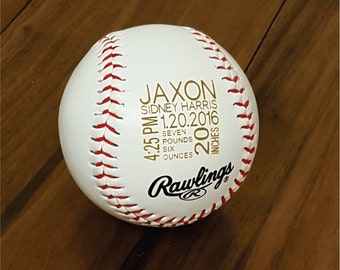 JAXON
SIDNEY HARRIS
4:25 PM
1.20.2016
SEVEN
POUNDS
SIX
OUNCES
20
INCHES
Rawlings
R
®